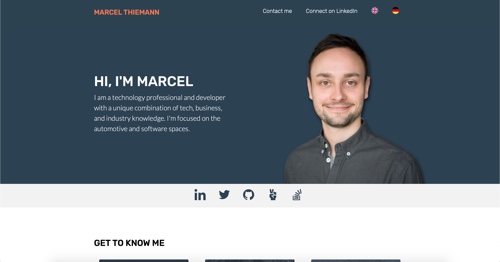 MARCEL THIEMANN
Contact me
Connect on LinkedIn
HI, I'M MARCEL
I am a technology professional and developer
with a unique combination of tech, business,
and industry knowledge. I'm focused on the
automotive and software spaces.
GET TO KNOW ME